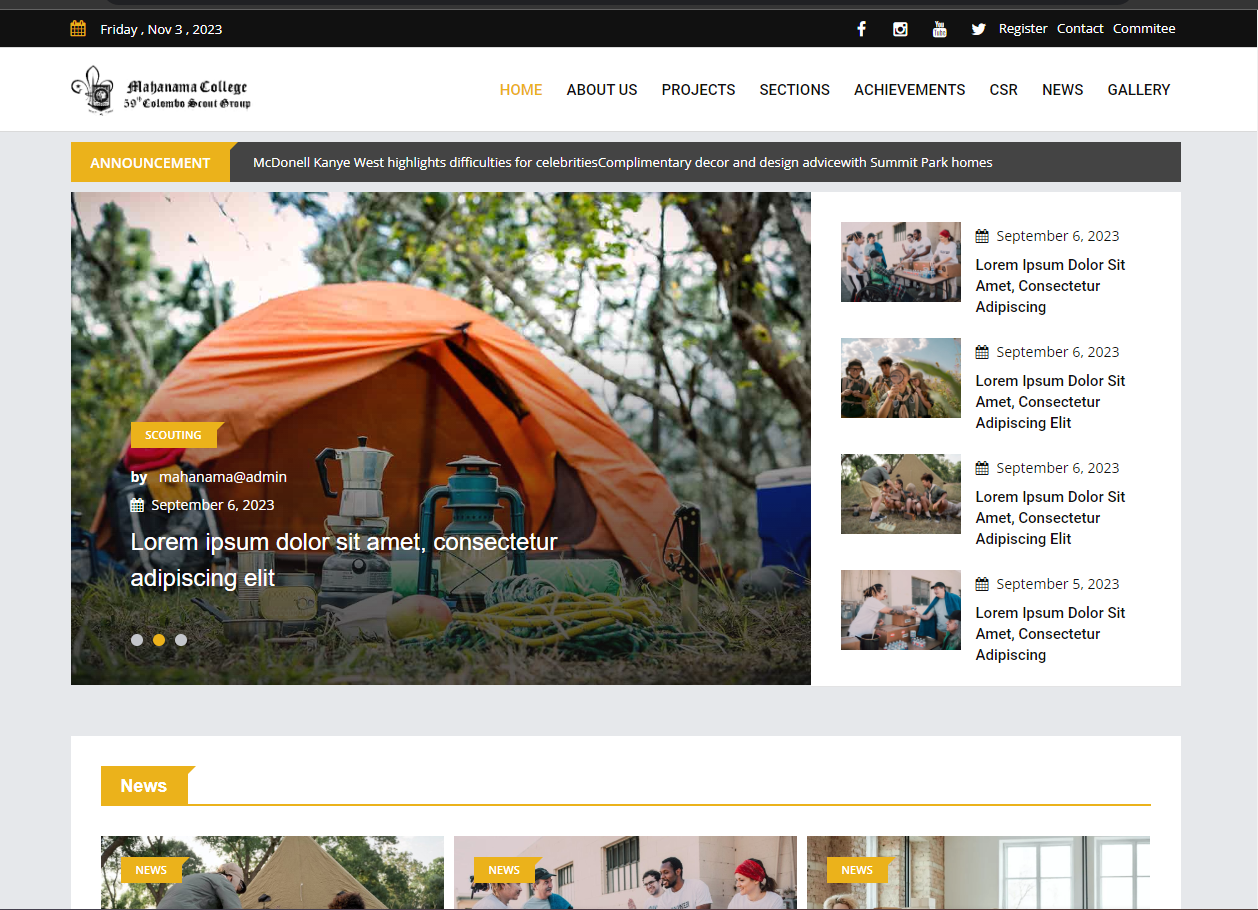 Friday , Nov 3 , 2023
Register Contact Commitee
Mahanama College
59th Colombo Scout Group
HOME ABOUT US PROJECTS SECTIONS ACHIEVEMENTS CSR NEWS GALLERY
ANNOUNCEMENT
McDonell Kanye West highlights difficulties for celebritiesComplimentary decor and design advicewith Summit Park homes
SCOUTING
by mahanama@admin
September 6, 2023
Lorem ipsum dolor sit amet, consectetur
adipiscing elit
September 6, 2023
Lorem Ipsum Dolor Sit
Amet, Consectetur
Adipiscing
September 6, 2023
Lorem Ipsum Dolor Sit
Amet, Consectetur
Adipiscing Elit
September 6, 2023
Lorem Ipsum Dolor Sit
Amet, Consectetur
Adipiscing Elit
September 5, 2023
Lorem Ipsum Dolor Sit
Amet, Consectetur
Adipiscing
News
NEWS
NEWS
NEWS